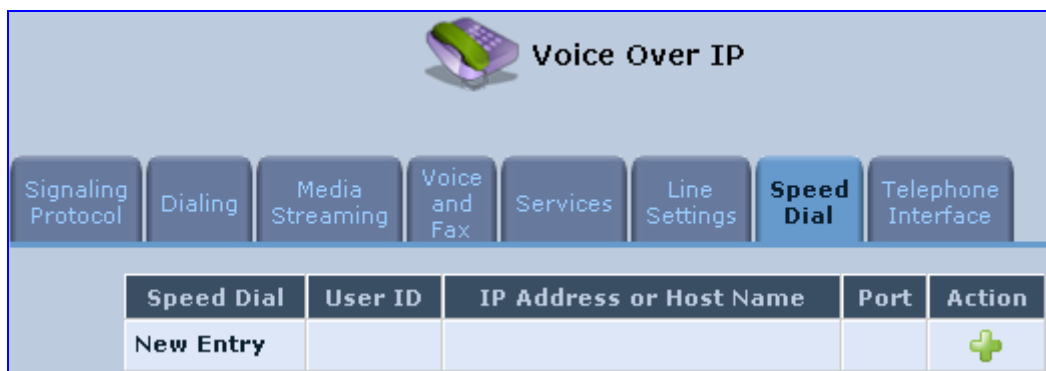 Voice Over IP
Signaling Protocol
Dialing
Media Streaming
Voice and Fax
Services
Line Settings
Speed Dial
Telephone Interface
Speed Dial User ID IP Address or Host Name Port Action
New Entry